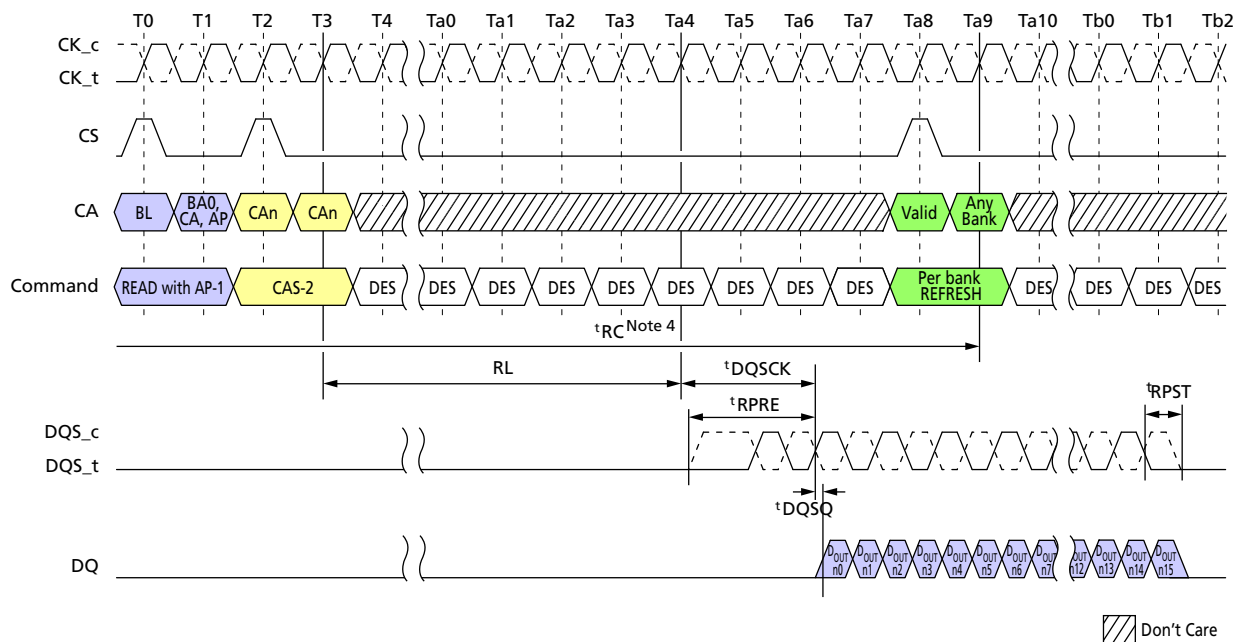 T0 T1 T2 T3 T4 Ta0 Ta1 Ta2 Ta3 Ta4 Ta5 Ta6 Ta7 Ta8 Ta9 Ta10 Tb0 Tb1 Tb2
CK_c
CK_t
CS
CA BL BA0, CA, AP CAn CAn Valid Any Bank
Command READ with AP-1 CAS-2 DES DES DES DES DES DES DES DES DES Per bank REFRESH DES DES DES DES
tRC Note 4
RL tDQSCK
tRPRE tRPST
DQS_c
DQS_t
tDQSQ
DQ DOUT n0 DOUT n1 DOUT n2 DOUT n3 DOUT n4 DOUT n5 DOUT n6 DOUT n7 DOUT n12 DOUT n13 DOUT n14 DOUT n15
Don't Care